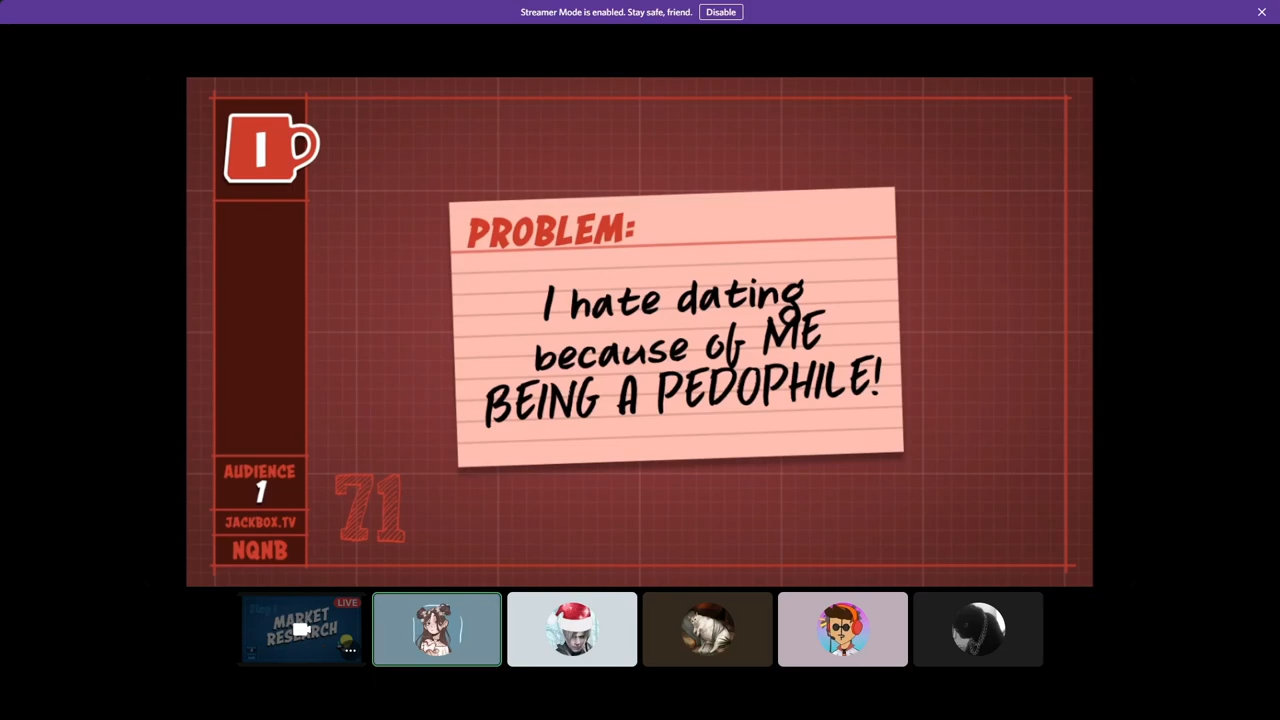 Streamer Mode is enabled. Stay safe, friend. Disable
1
PROBLEM:
I hate dating
because of ME
BEING A PEDOPHILE!
AUDIENCE
1
JACKBOX.TV
NQNB
71
LIVE
MARKET
RESEARCH